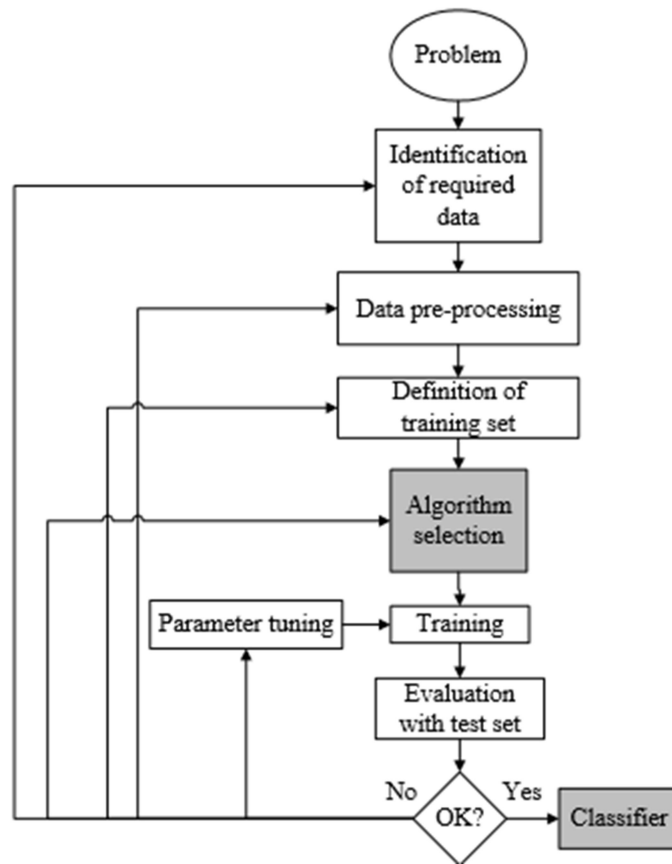 Problem
Identification
of required
data
Data pre-processing
Definition of
training set
Algorithm
selection
Parameter tuning
Training
Evaluation
with test set
No
OK?
Yes
Classifier